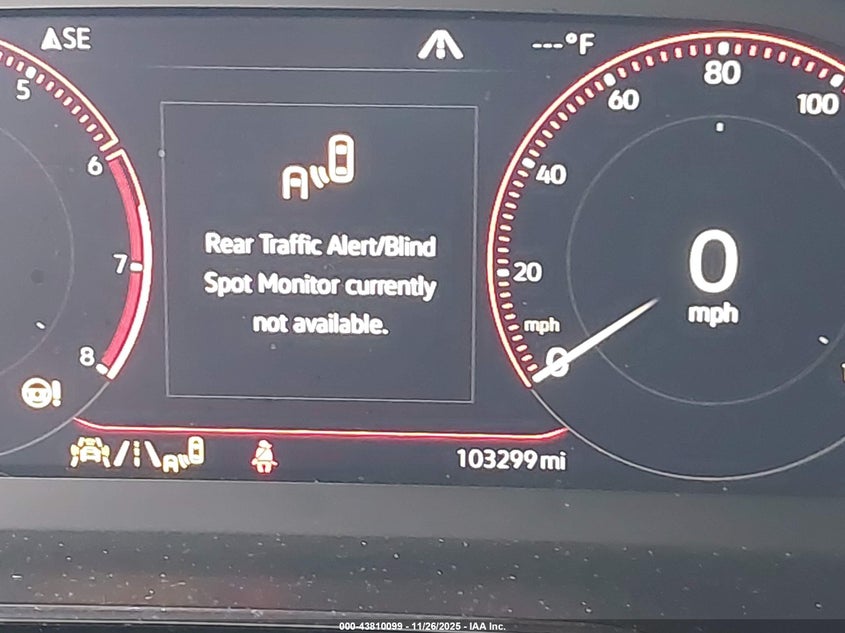 SE
---°F
5
6
7
8
Rear Traffic Alert/Blind
Spot Monitor currently
not available.
0
20
40
60
80
100
mph
0
mph
103299 mi
000-43810099 - 11/26/2025 - IAA Inc.